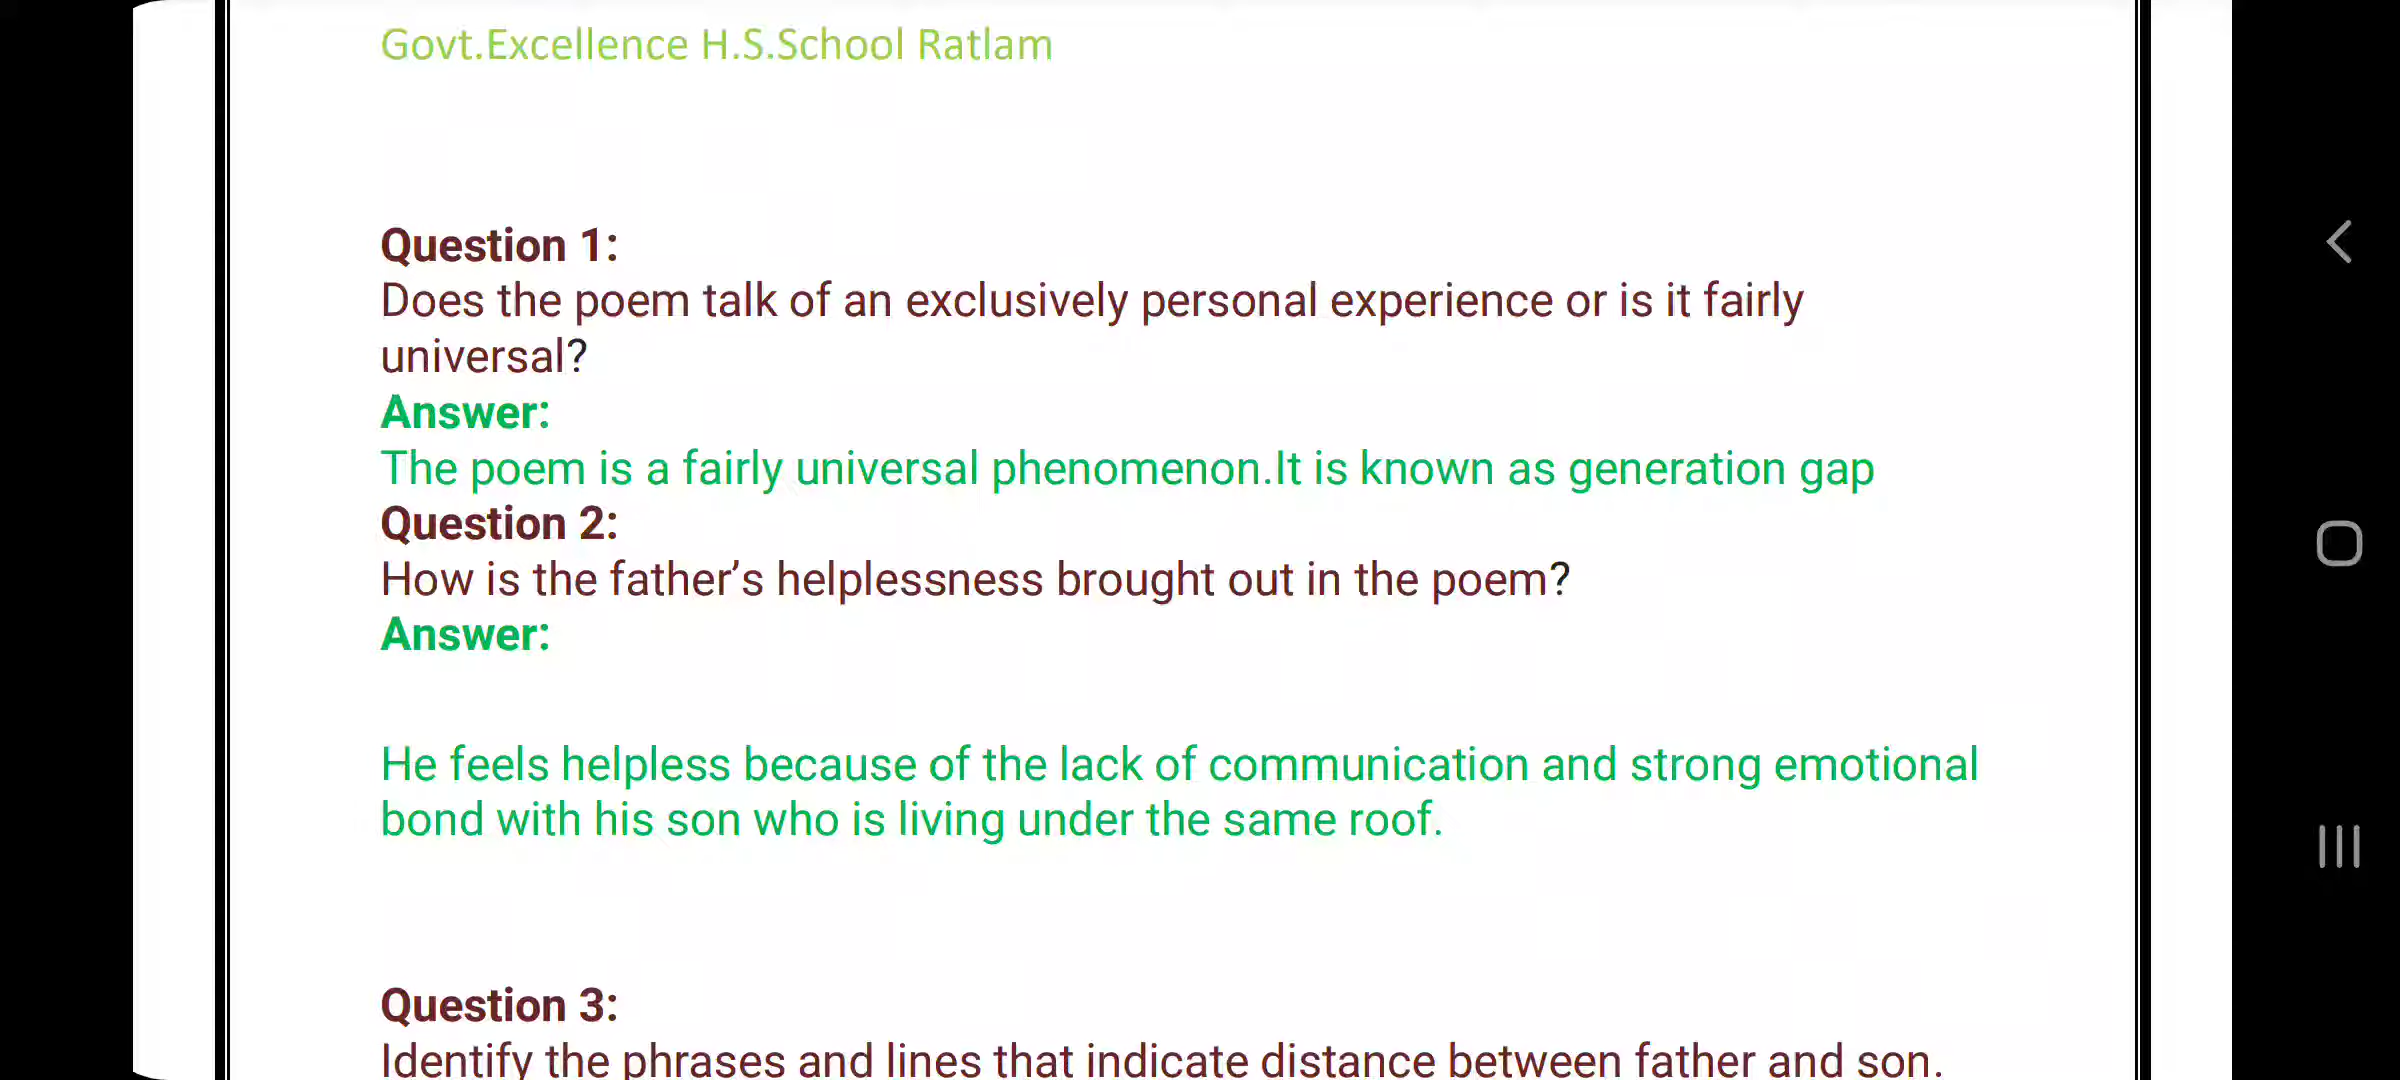 Govt.Excellence H.S.School Ratlam
Question 1:
Does the poem talk of an exclusively personal experience or is it fairly
universal?
Answer:
The poem is a fairly universal phenomenon.It is known as generation gap
Question 2:
How is the father’s helplessness brought out in the poem?
Answer:
He feels helpless because of the lack of communication and strong emotional
bond with his son who is living under the same roof.
Question 3:
Identify the phrases and lines that indicate distance between father and son.